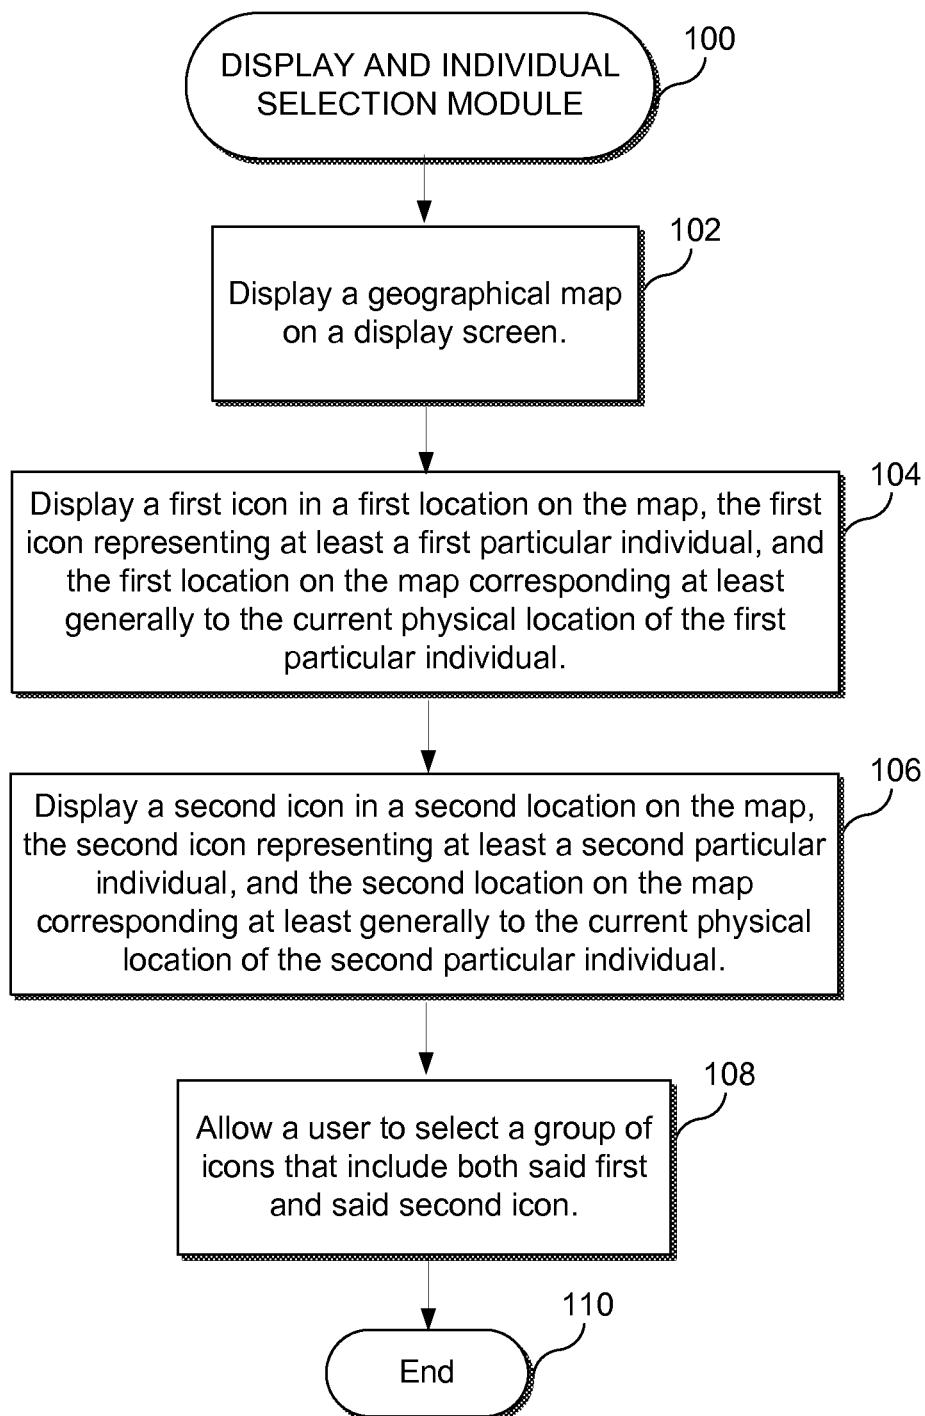 100
DISPLAY AND INDIVIDUAL
SELECTION MODULE
102
Display a geographical map
on a display screen.
104
Display a first icon in a first location on the map, the first
icon representing at least a first particular individual, and
the first location on the map corresponding at least
generally to the current physical location of the first
particular individual.
106
Display a second icon in a second location on the map,
the second icon representing at least a second particular
individual, and the second location on the map
corresponding at least generally to the current physical
location of the second particular individual.
108
Allow a user to select a group of
icons that include both said first
and said second icon.
110
End